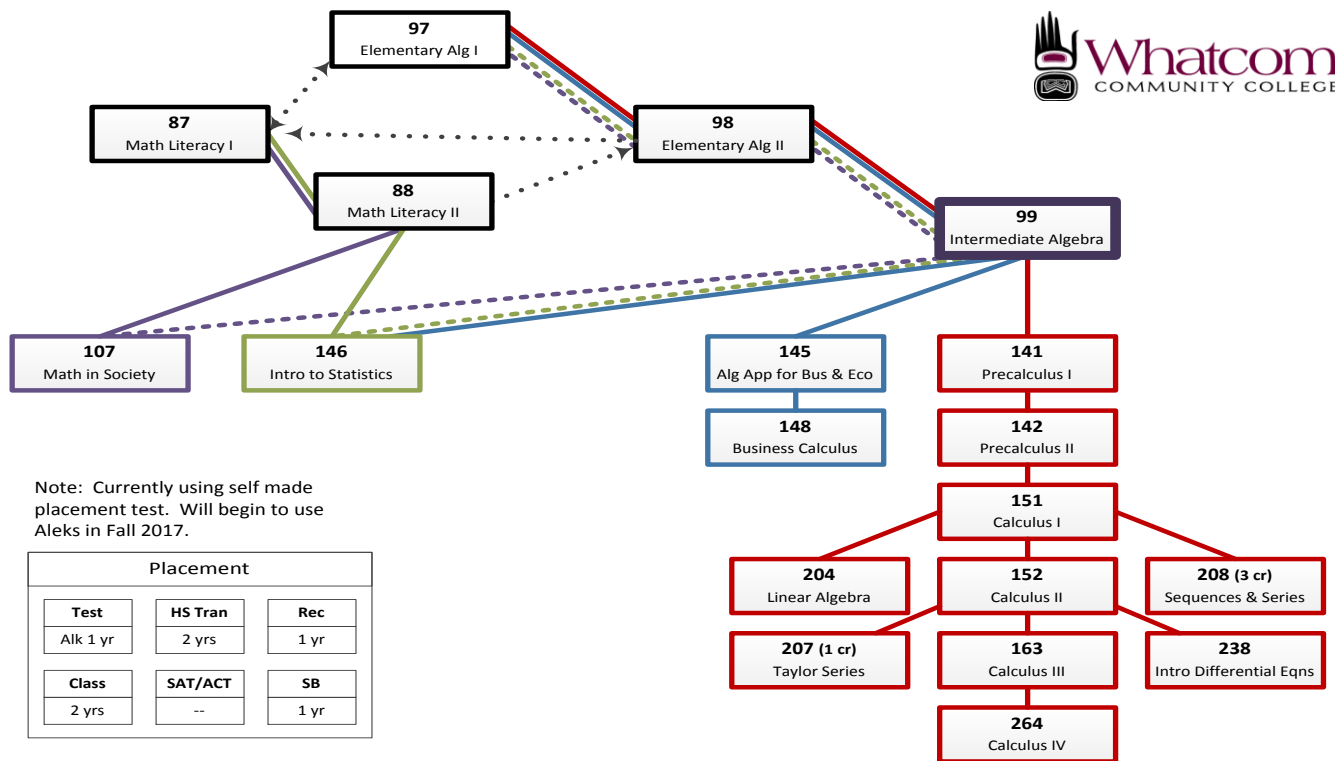 97
Elementary Alg I
Whatcom
COMMUNITY COLLEGE
87
Math Literacy I
98
Elementary Alg II
88
Math Literacy II
99
Intermediate Algebra
107
Math in Society
146
Intro to Statistics
145
Alg App for Bus & Eco
141
Precalculus I
148
Business Calculus
142
Precalculus II
Note: Currently using self made
placement test. Will begin to use
Aleks in Fall 2017.
151
Calculus I
204
Linear Algebra
152
Calculus II
208 (3 cr)
Sequences & Series
207 (1 cr)
Taylor Series
163
Calculus III
238
Intro Differential Eqns
264
Calculus IV
Placement
Test
Alk 1 yr
HS Tran
2 yrs
Rec
1 yr
Class
2 yrs
SAT/ACT
--
SB
1 yr